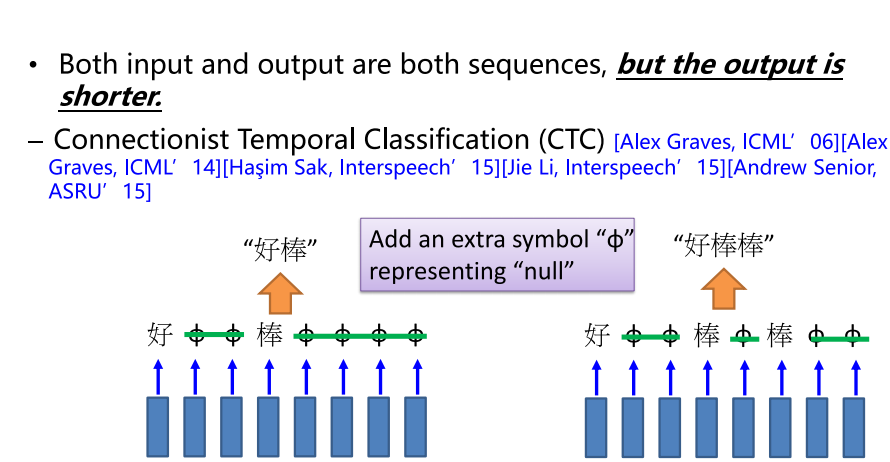 • Both input and output are both sequences, but the output is
shorter.
– Connectionist Temporal Classification (CTC) [Alex Graves, ICML’ 06][Alex
Graves, ICML’ 14][Haşim Sak, Interspeech’ 15][Jie Li, Interspeech’ 15][Andrew Senior,
ASRU’ 15]
“好棒”
Add an extra symbol “ϕ”
representing “null”
“好棒棒”
好 ϕ ϕ 棒 ϕ ϕ ϕ ϕ
好 ϕ ϕ 棒 ϕ 棒 ϕ ϕ